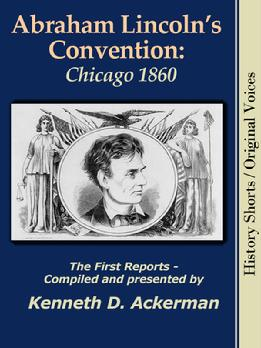 Abraham Lincoln's
Convention:
Chicago 1860
The First Reports -
Compiled and presented by
Kenneth D. Ackerman
History Shorts / Original Voices